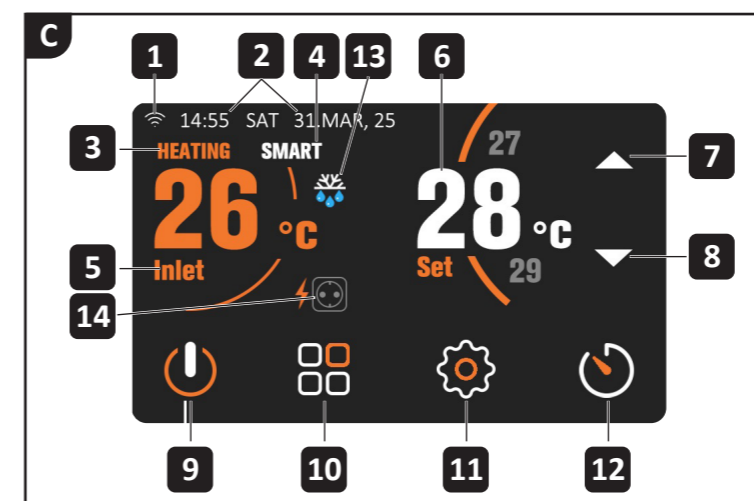 C
1 2 4 13 6
14:55 SAT 31.MAR, 25
3 HEATING SMART 27 7
26 °C 28 °C
5 Inlet Set 29 8
14
9 10 11 12